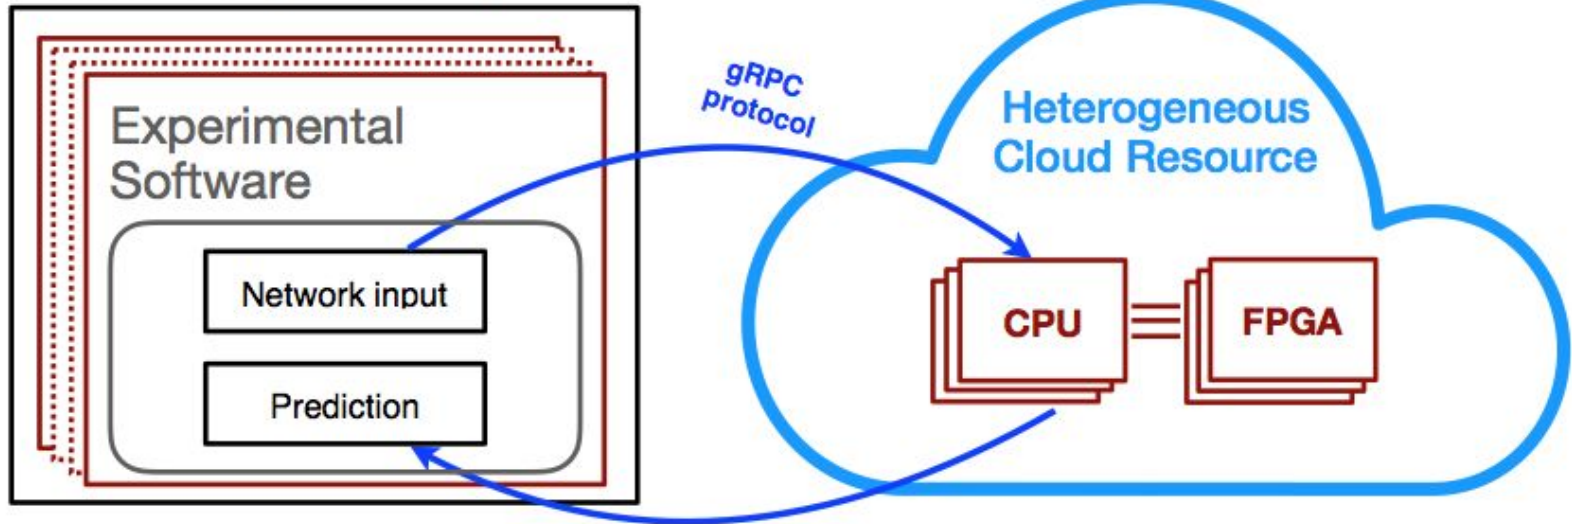 Experimental
Software
Network input
Prediction
gRPC
protocol
Heterogeneous
Cloud Resource
CPU
FPGA